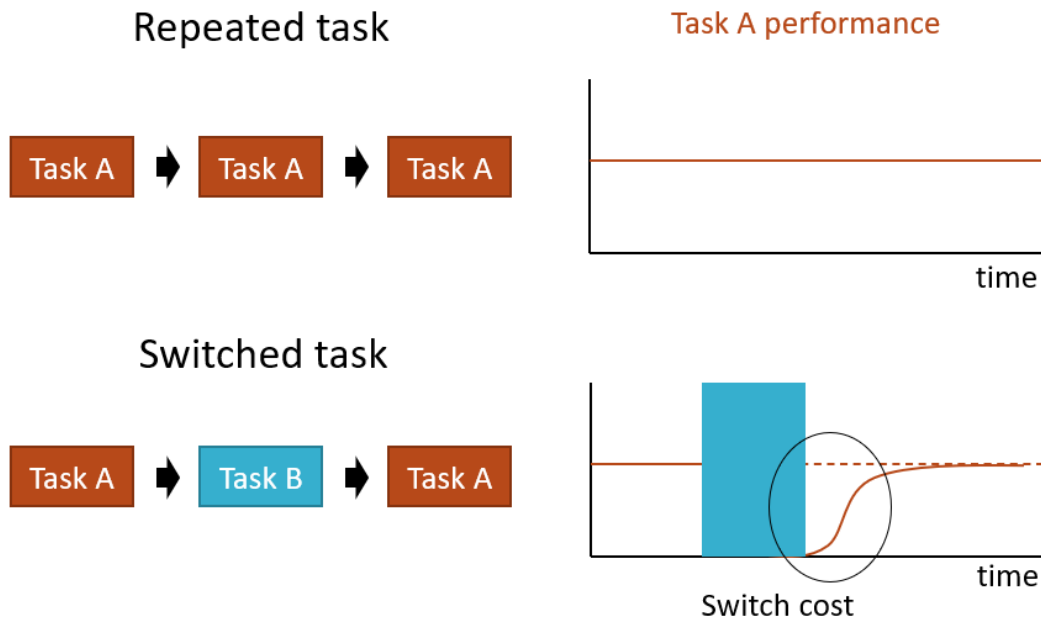 Repeated task
Task A performance
Task A
Task A
Task A
time
Switched task
Task A
Task B
Task A
time
Switch cost